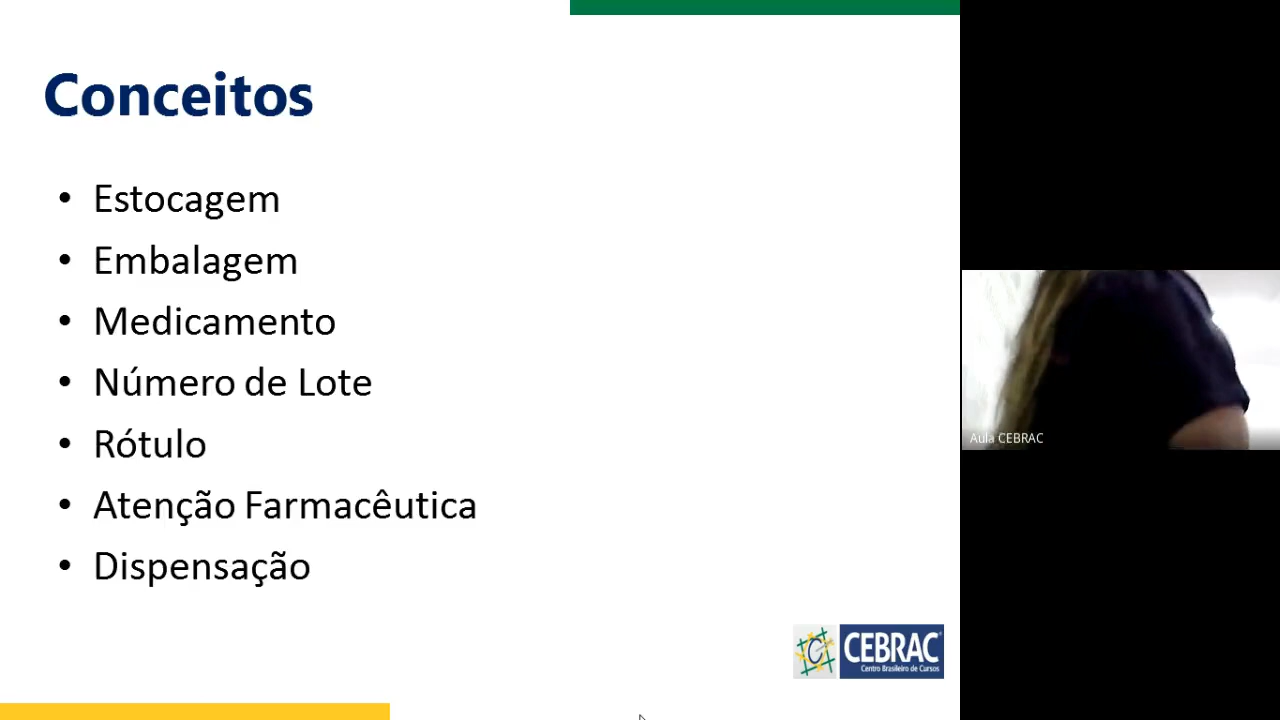 Conceitos
• Estocagem
• Embalagem
• Medicamento
• Número de Lote
• Rótulo
• Atenção Farmacêutica
• Dispensação
CEBRAC
Centro Brasileiro de Cursos
Aula CEBRAC